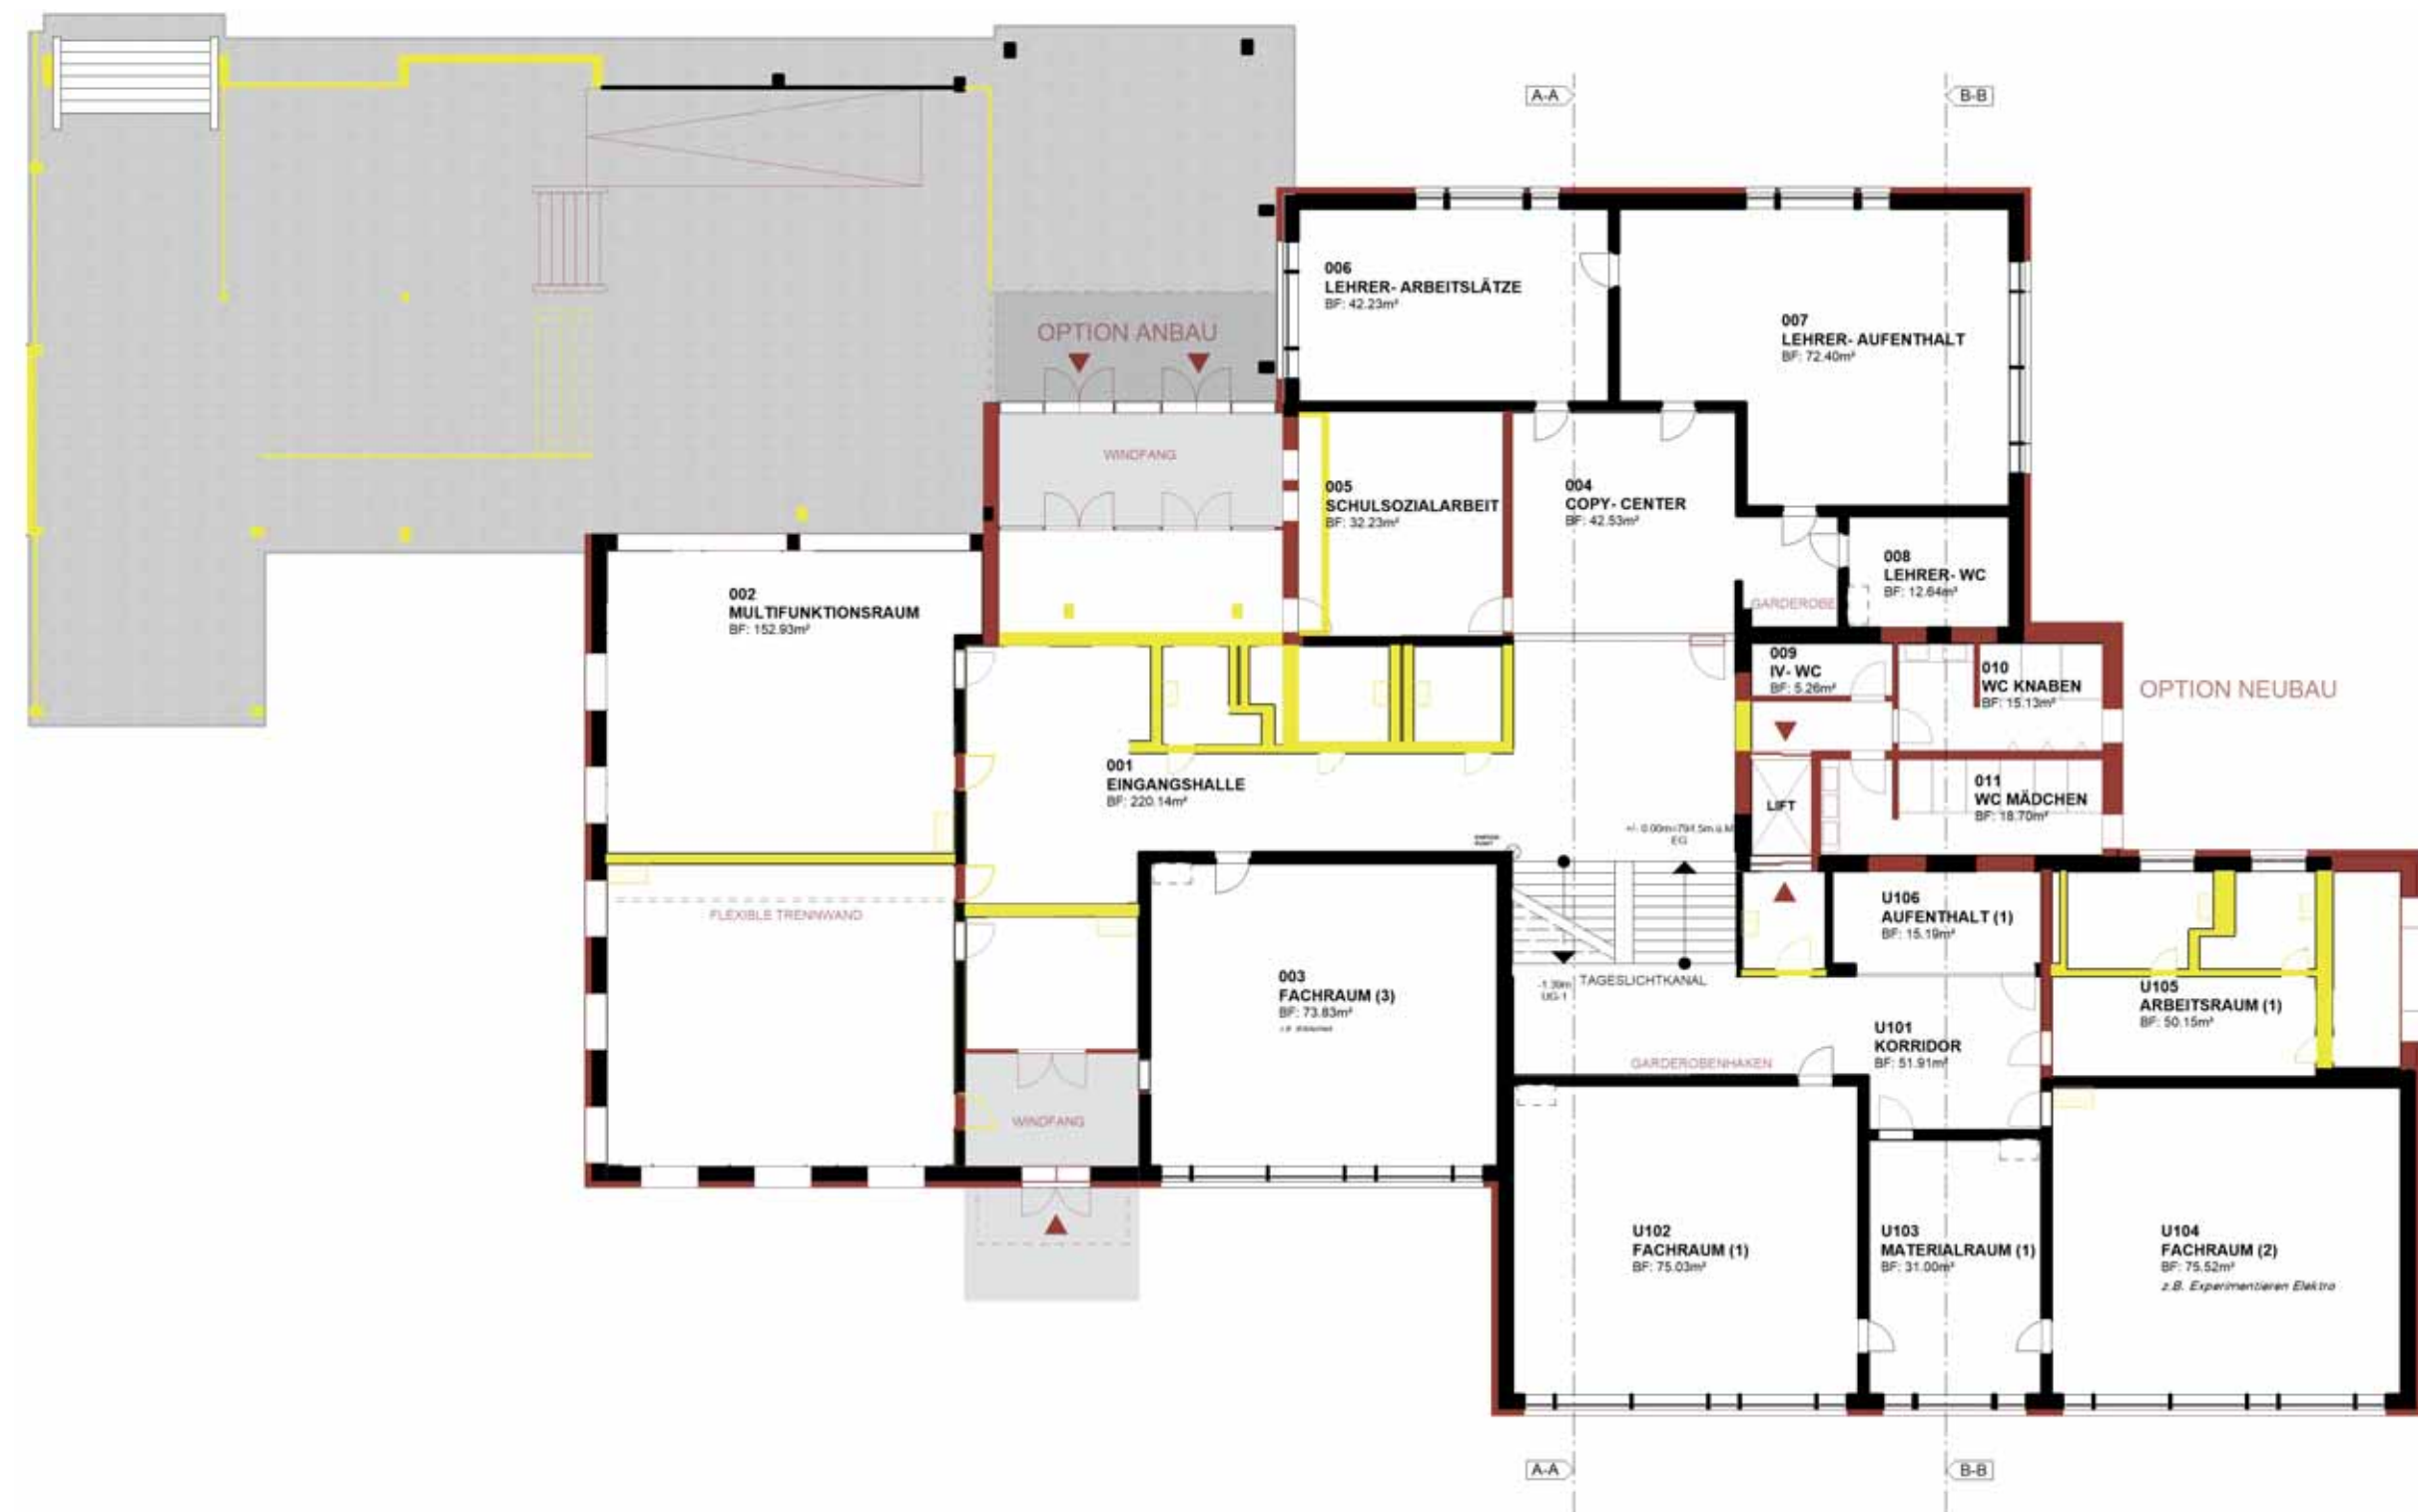 A-A
B-B
006
LEHRER- ARBEITSLÄTZE
BF: 42.23m²
007
LEHRER- AUFENTHALT
BF: 72.40m²
OPTION ANBAU
WINDFANG
005
SCHULSOZIALARBEIT
BF: 32.23m²
004
COPY- CENTER
BF: 42.53m²
008
LEHRER- WC
BF: 12.64m²
GARDEROBE
002
MULTIFUNKTIONSRAUM
BF: 152.93m²
009
IV- WC
BF: 5.26m²
010
WC KNABEN
BF: 15.13m²
OPTION NEUBAU
001
EINGANGSHALLE
BF: 220.14m²
011
WC MÄDCHEN
BF: 18.70m²
LIFT
EG
FLEXIBLE TRENNWAND
U106
AUFENTHALT (1)
BF: 15.19m²
003
FACHRAUM (3)
BF: 73.83m²
-1.39m
UG-1
TAGESLICHTKANAL
U105
ARBEITSRAUM (1)
BF: 50.15m²
U101
KORRIDOR
BF: 51.91m²
GARDEROBENHAKEN
WINDFANG
U102
FACHRAUM (1)
BF: 75.03m²
U103
MATERIALRAUM (1)
BF: 31.00m²
U104
FACHRAUM (2)
BF: 75.52m²
z.B. Experimentieren Elektro
A-A
B-B